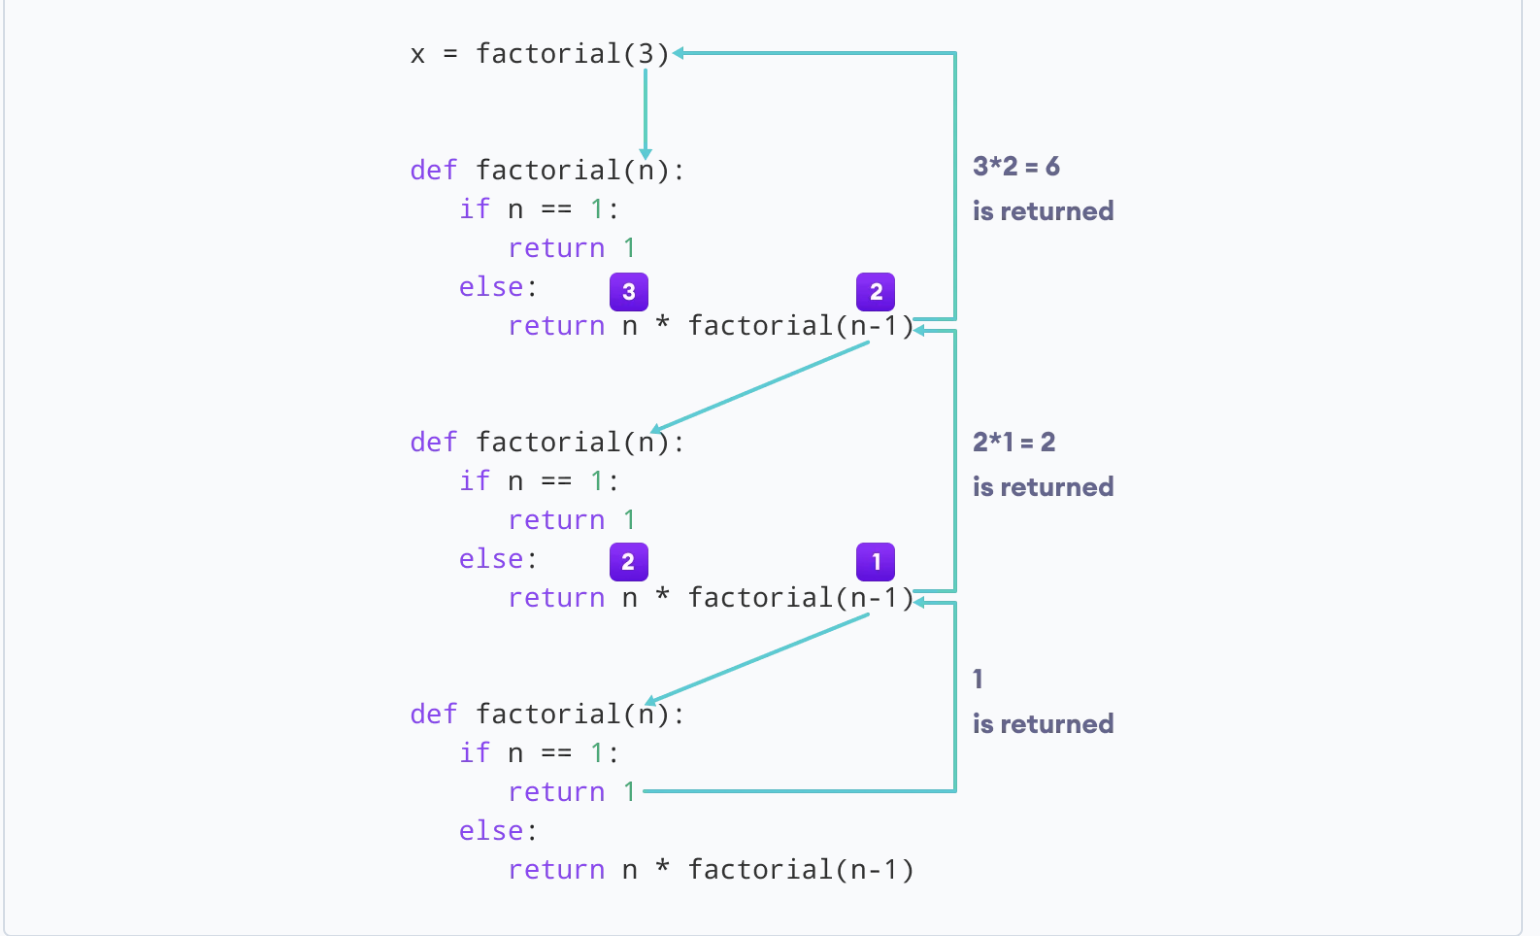 x = factorial(3)
def factorial(n):
if n == 1:
return 1
3*2 = 6
is returned
else:
3
2
return n * factorial(n-1)
def factorial(n):
if n == 1:
return 1
2*1 = 2
is returned
else:
2
1
return n * factorial(n-1)
def factorial(n):
if n == 1:
return 1
1
is returned
else:
return n * factorial(n-1)